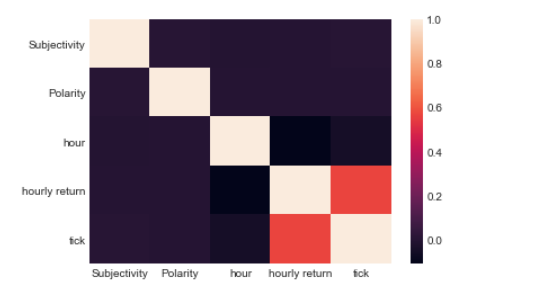 Subjectivity
Polarity
hour
hourly return
tick
Subjectivity Polarity hour hourly return tick
1.0
0.8
0.6
0.4
0.2
0.0